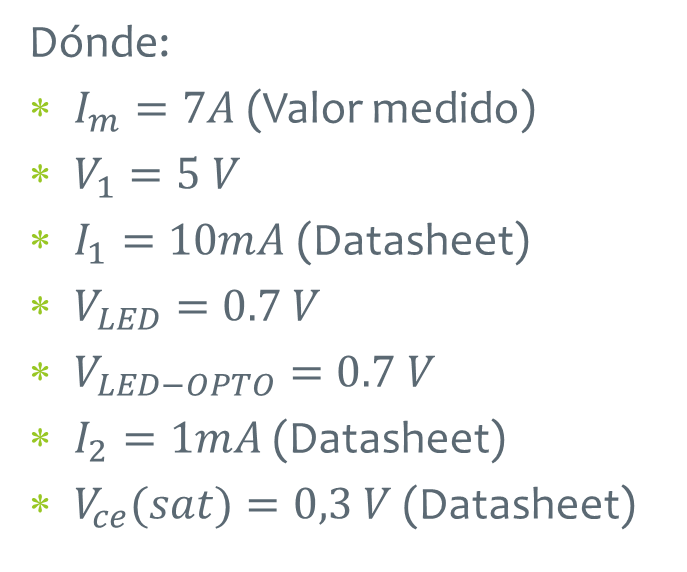 Dónde:
* I_m = 7A (Valor medido)
* V_1 = 5 V
* I_1 = 10mA (Datasheet)
* V_LED = 0.7 V
* V_LED−OPTO = 0.7 V
* I_2 = 1mA (Datasheet)
* V_ce(sat) = 0,3 V (Datasheet)